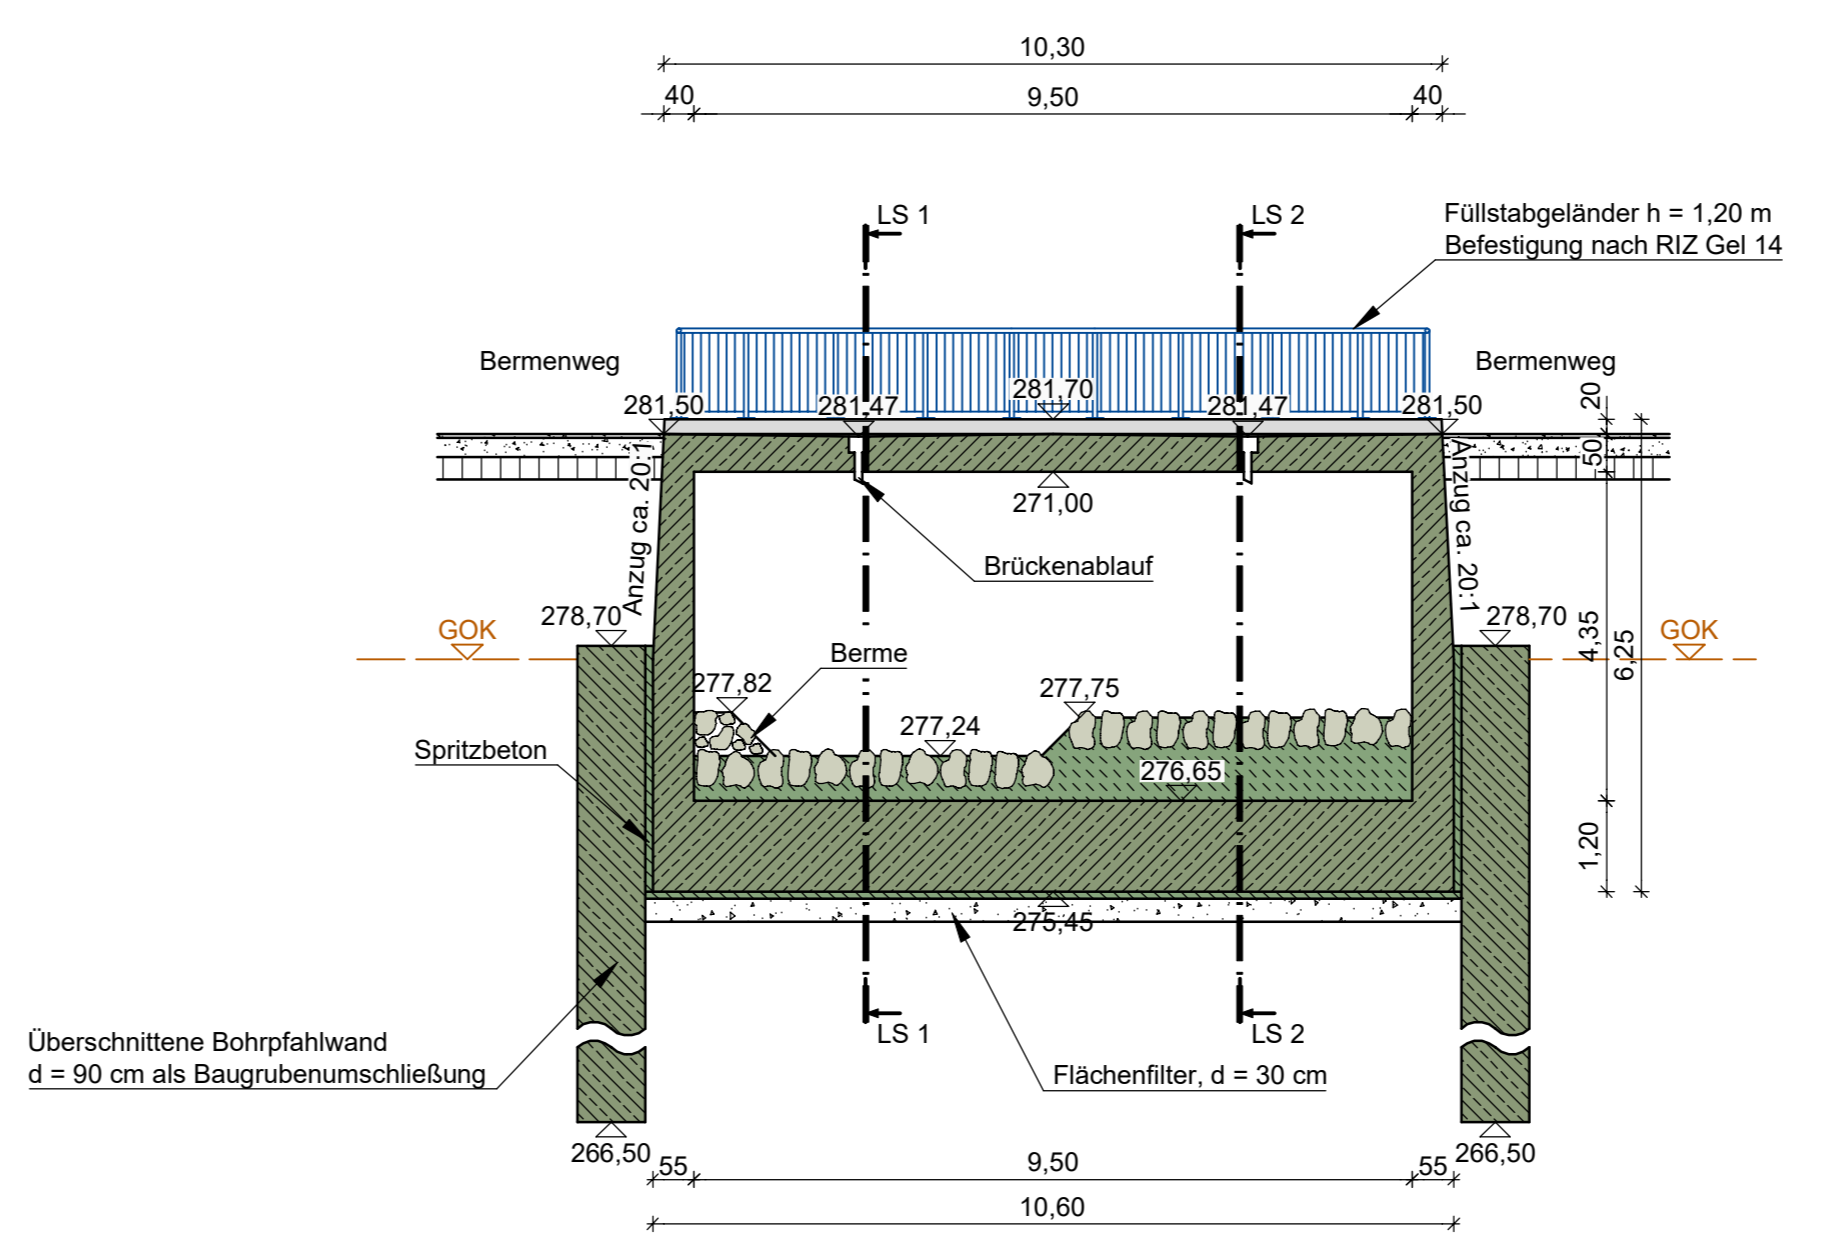 10,30
40
9,50
40
LS 1
LS 2
Füllstabgeländer h = 1,20 m
Befestigung nach RIZ Gel 14
Bermenweg
Bermenweg
281,50
281,47
281,70
281,47
281,50
20
50
271,00
Anzug ca. 20:1
Anzug ca. 20:1
Brückenablauf
278,70
278,70
GOK
GOK
4,35
6,25
Berme
277,82
277,75
277,24
Spritzbeton
276,65
1,20
275,45
LS 1
LS 2
Überschnittene Bohrpfahlwand
d = 90 cm als Baugrubenumschließung
Flächenfilter, d = 30 cm
266,50
266,50
55
9,50
55
10,60